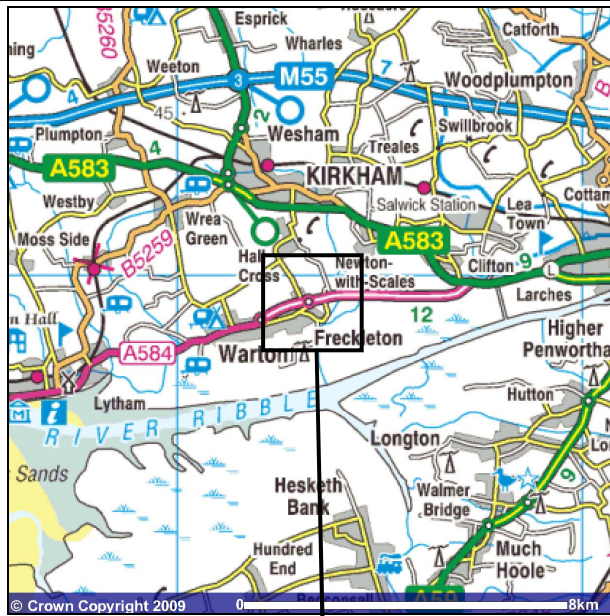 Esprick
Catforth
Wharles
B5260
Weeton
M55
3
7
4
2
Woodplumpton
45
Swillbrook
Plumpton
Wesham
Treales
4
A583
KIRKHAM
Salwick Station
Westby
Lea
Town
Wrea
Green
Moss Side
B5259
A583
Hall
Cross
Newton-
with-Scales
Clifton
9
L
Larches
12
Higher
Freckleton
A584
Warton
Hutton
Lytham
RIVER RIBBLE
Longton
Sands
Hesketh
Bank
Walmer
Bridge
9
Much
Hoole
Hundred
End
A59
© Crown Copyright 2009
0
8km